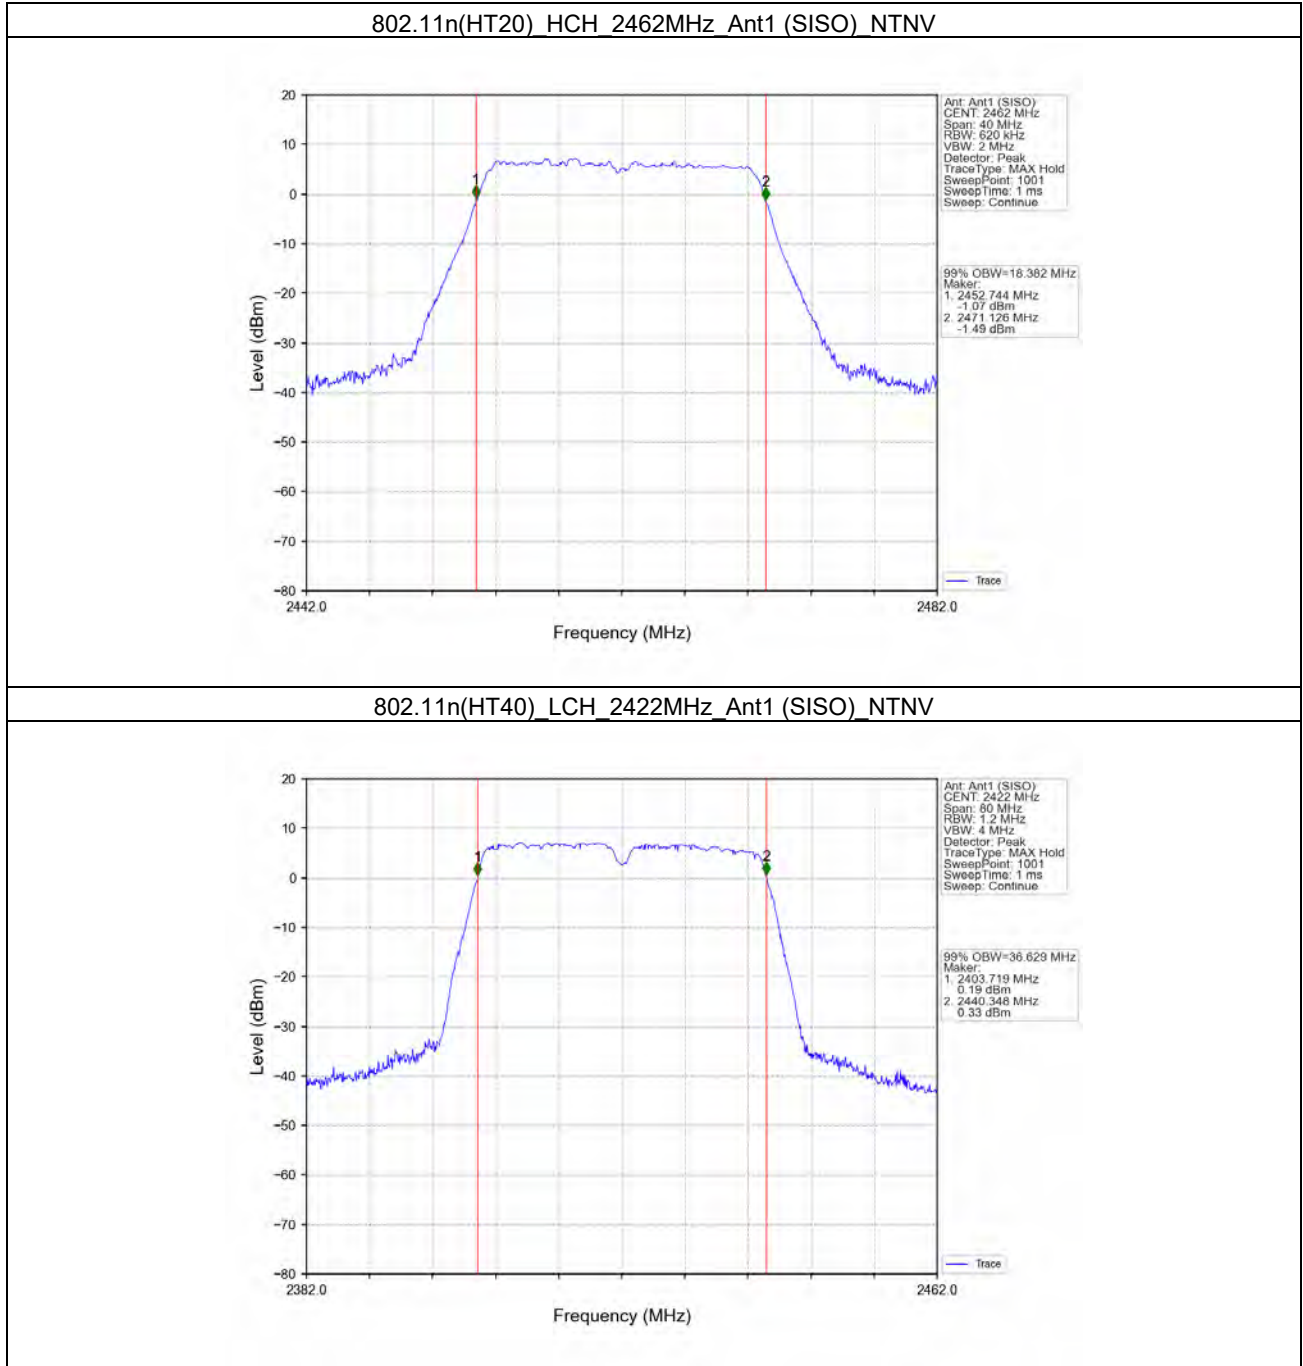 802.11n(HT20)_HCH_2462MHz_Ant1 (SISO)_NTNV
20
10
0
−10
−20
−30
−40
−50
−60
−70
−80
Level (dBm)
1
2
2442.0
2482.0
Frequency (MHz)
Ant: Ant1 (SISO)
CENT: 2462 MHz
Span: 40 MHz
RBW: 620 kHz
VBW: 2 MHz
Detector: Peak
TraceType: MAX Hold
SweepPoint: 1001
SweepTime: 1 ms
Sweep: Continue
99% OBW=18.382 MHz
Maker:
1. 2452.744 MHz
-1.07 dBm
2. 2471.126 MHz
-1.49 dBm
Trace
802.11n(HT40)_LCH_2422MHz_Ant1 (SISO)_NTNV
20
10
0
−10
−20
−30
−40
−50
−60
−70
−80
Level (dBm)
1
2
2382.0
2462.0
Frequency (MHz)
Ant: Ant1 (SISO)
CENT: 2422 MHz
Span: 80 MHz
RBW: 1.2 MHz
VBW: 4 MHz
Detector: Peak
TraceType: MAX Hold
SweepPoint: 1001
SweepTime: 1 ms
Sweep: Continue
99% OBW=36.629 MHz
Maker:
1. 2403.719 MHz
0.19 dBm
2. 2440.348 MHz
0.33 dBm
Trace